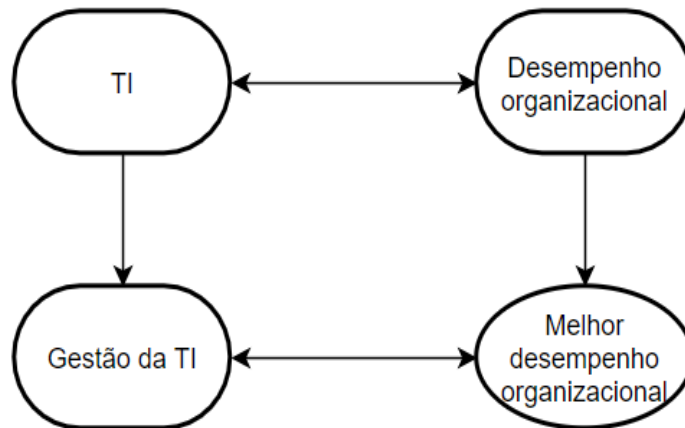 TI
Desempenho
organizacional
Gestão da TI
Melhor
desempenho
organizacional